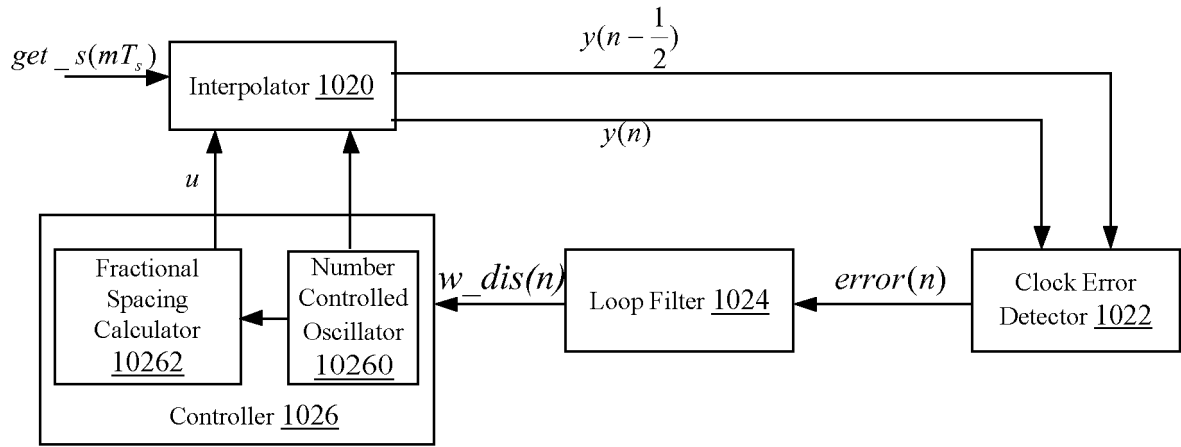 get_s(mTₛ)
Interpolator 1020
y(n - 1/2)
y(n)
u
Fractional
Spacing
Calculator
10262
Number
Controlled
Oscillator
10260
Controller 1026
w_dis(n)
Loop Filter 1024
error(n)
Clock Error
Detector 1022